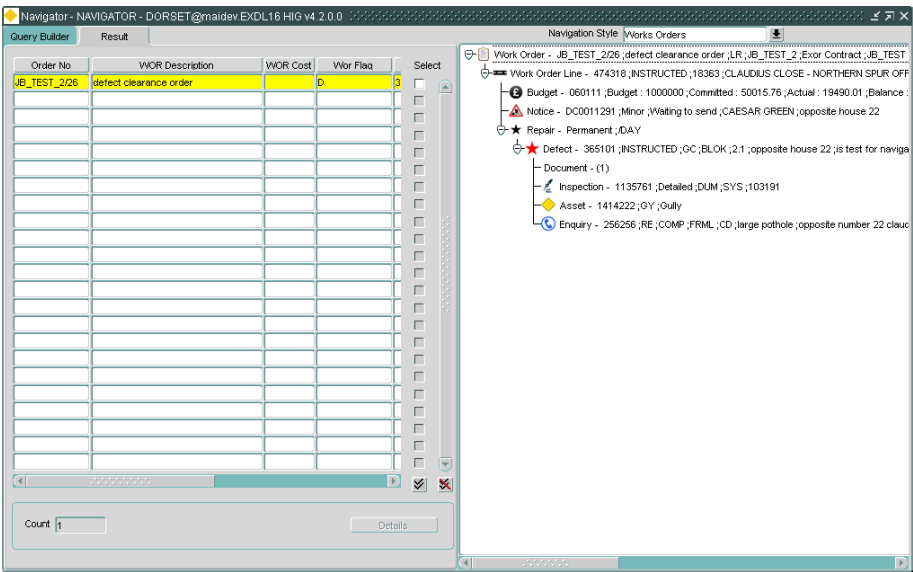 Navigator - NAVIGATOR - DORSET@maidev.EXDL16 HIG v4.2.0.0
Query Builder
Result
Navigation Style Works Orders
Order No WOR Description WOR Cost Wor Flag Select
JB_TEST_2/26 defect clearance order D 3
Count 1
Details
Work Order - JB_TEST_2/26 ;defect clearance order ;LR ;JB_TEST_2 ;Exor Contract ;JB_TEST
Work Order Line - 474318 ;INSTRUCTED ;18363 ;CLAUDIUS CLOSE - NORTHERN SPUR OFF
Budget - 060111 ;Budget : 1000000 ;Committed : 50015.76 ;Actual : 19490.01 ;Balance :
Notice - DC0011291 ;Minor ;Waiting to send ;CAESAR GREEN ;opposite house 22
Repair - Permanent ;/DAY
Defect - 365101 ;INSTRUCTED ;GC ;BLOK ;2.1 ;opposite house 22 ;is test for naviga
Document - (1)
Inspection - 1135761 ;Detailed ;DUM ;SYS ;103191
Asset - 1414222 ;GY ;Gully
Enquiry - 256256 ;RE ;COMP ;FRML ;CD ;large pothole ;opposite number 22 clauc